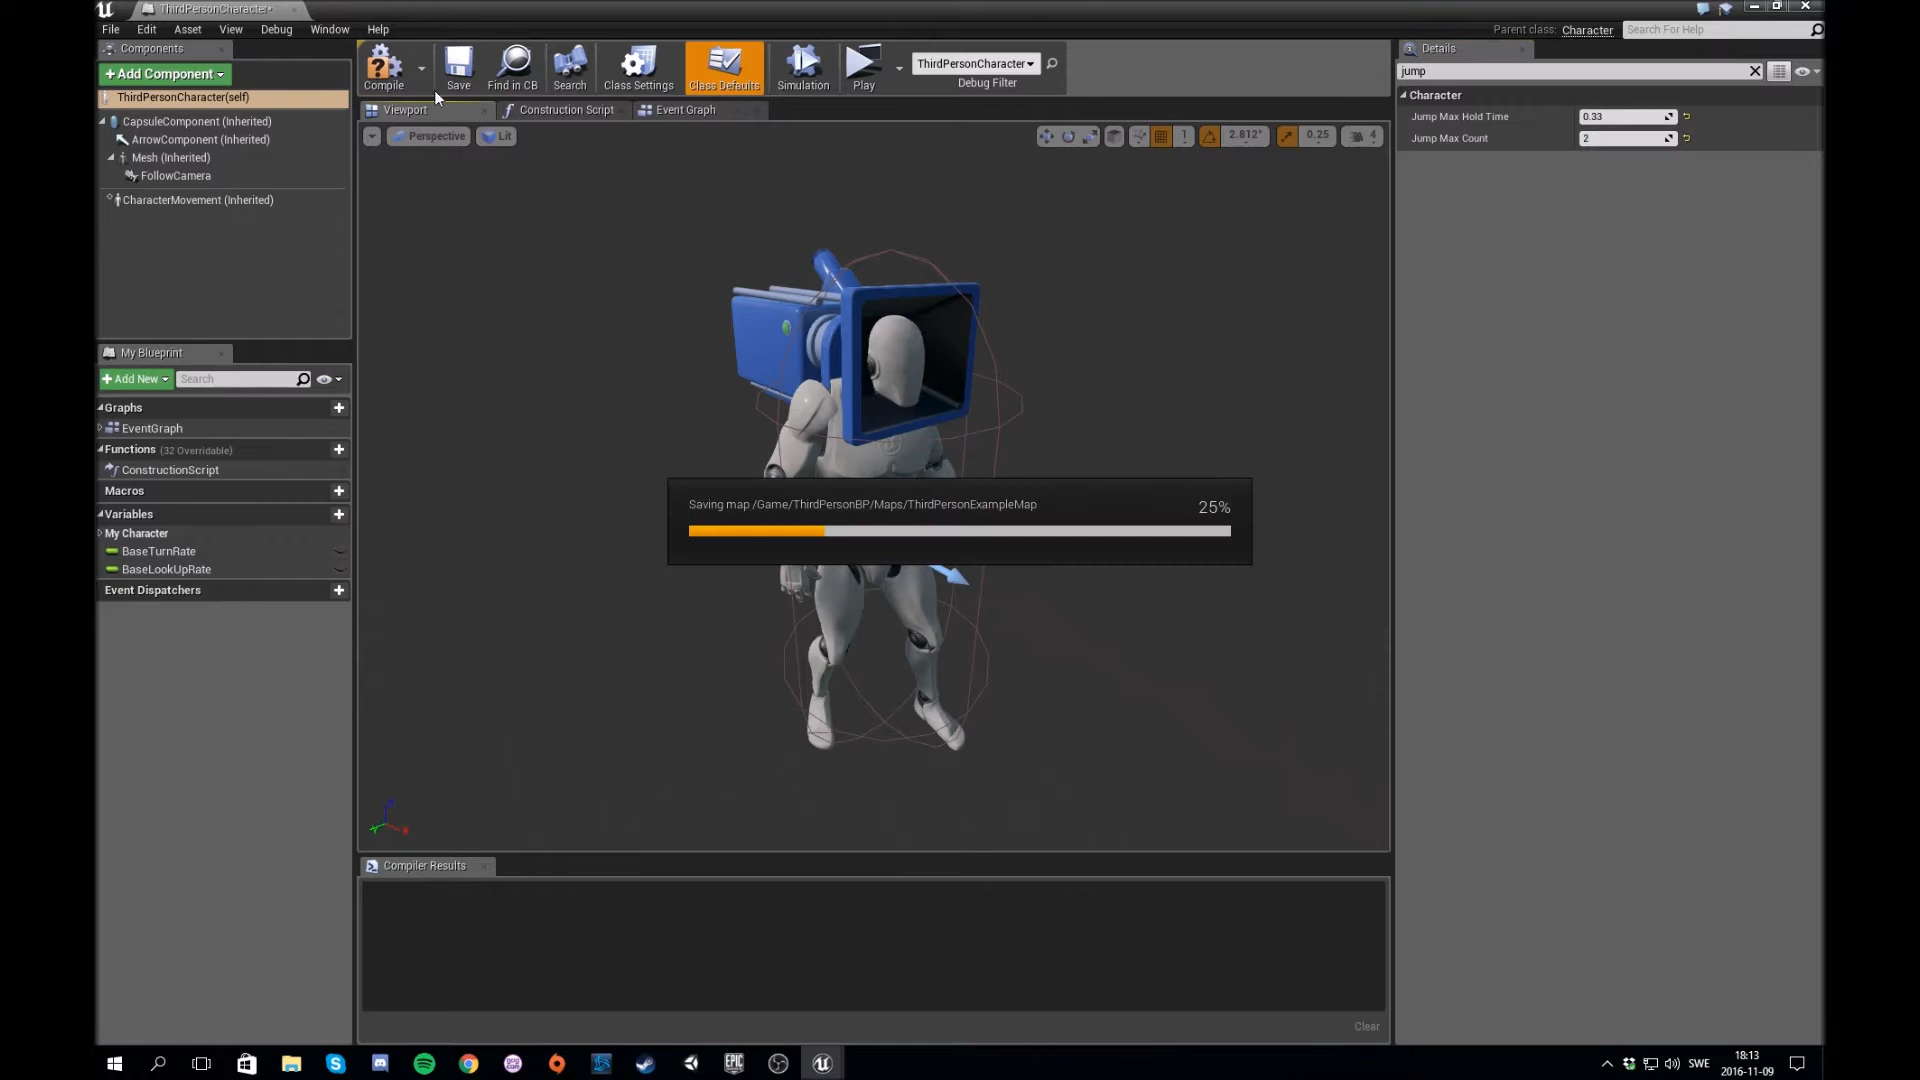 ThirdPersonCharacter*
File Edit Asset View Debug Window Help
Parent class: Character Search For Help
Components
+Add Component
ThirdPersonCharacter(self)
CapsuleComponent (Inherited)
ArrowComponent (Inherited)
Mesh (Inherited)
FollowCamera
CharacterMovement (Inherited)
Compile Save Find in CB Search Class Settings Class Defaults Simulation Play
ThirdPersonCharacter
Debug Filter
Viewport Construction Script Event Graph
Perspective Lit
1 2.812° 0.25 4
Saving map /Game/ThirdPersonBP/Maps/ThirdPersonExampleMap 25%
My Blueprint
+Add New Search
Graphs
EventGraph
Functions (32 Overridable)
ConstructionScript
Macros
Variables
My Character
BaseTurnRate
BaseLookUpRate
Event Dispatchers
Compiler Results
Clear
Details
jump
Character
Jump Max Hold Time 0.33
Jump Max Count 2
SWE
18:13
2016-11-09